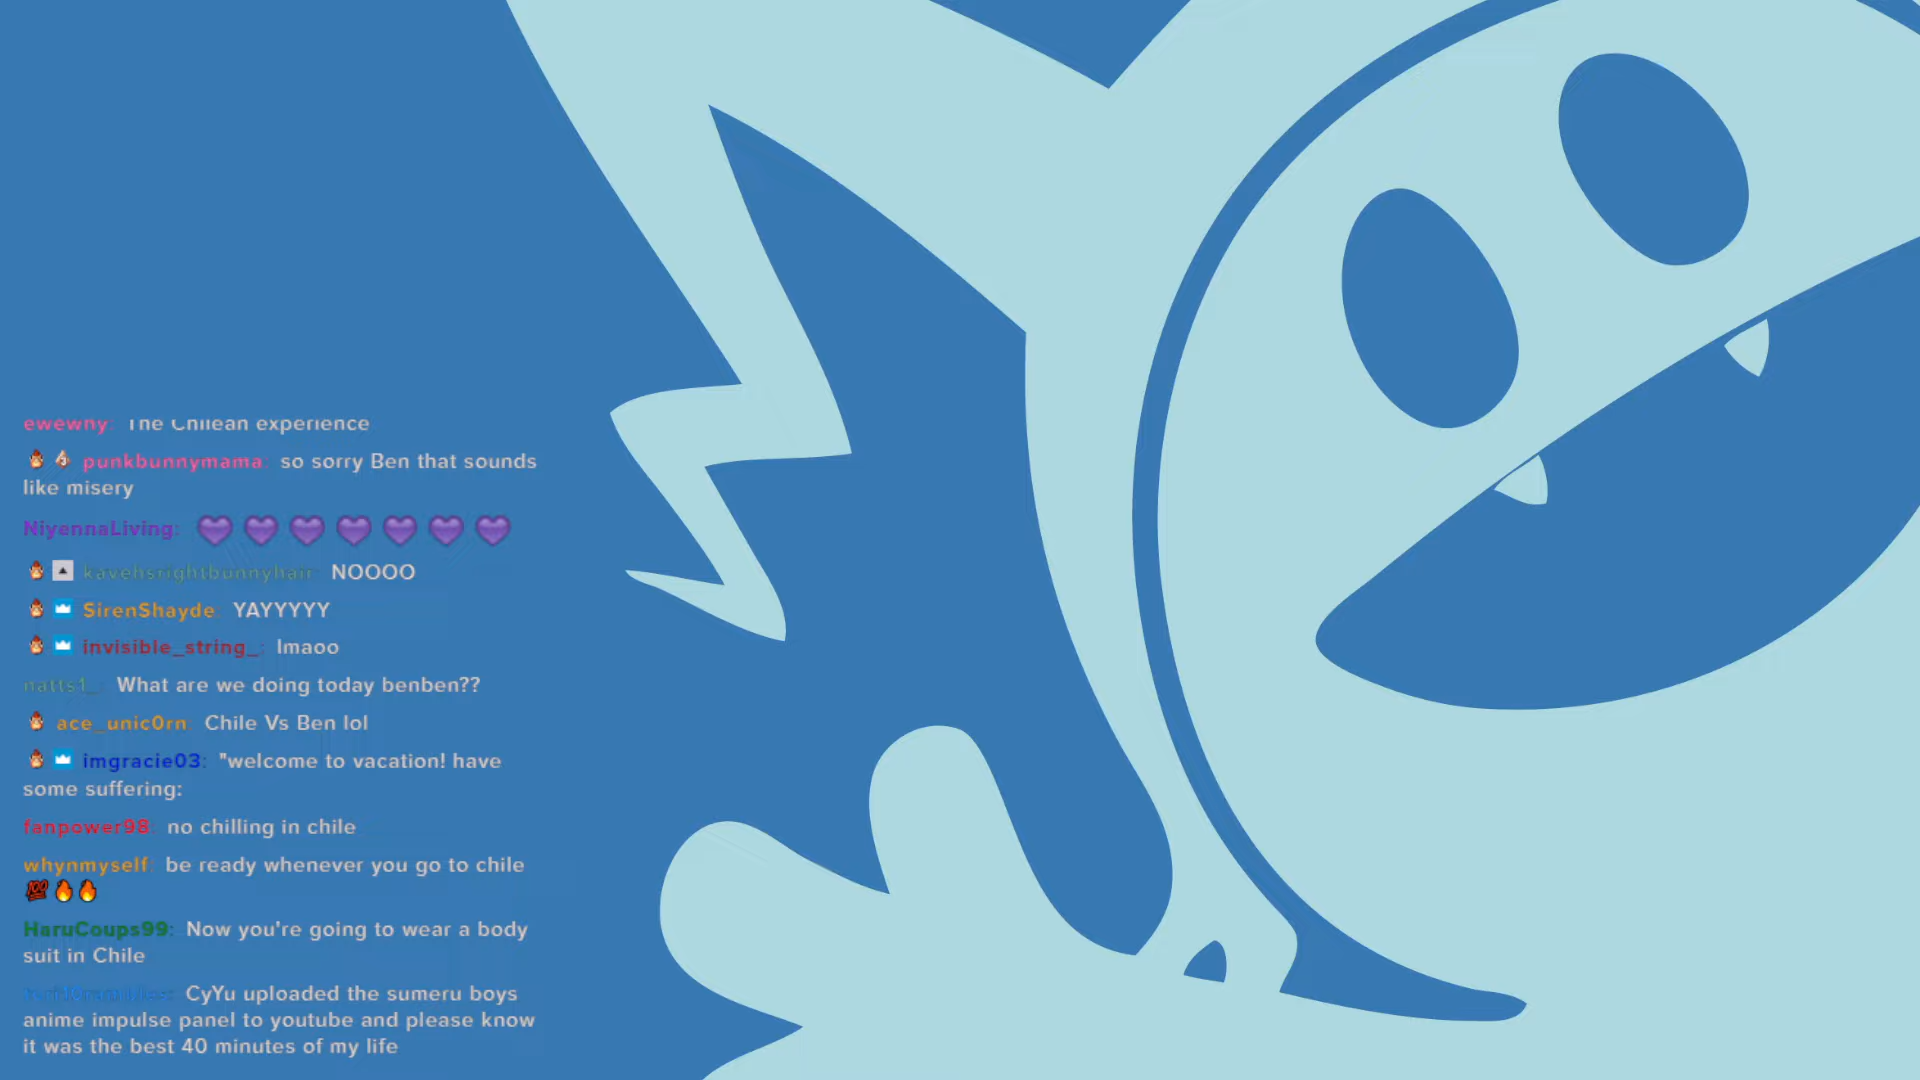 ewewny: The Chilean experience
punkbunnymama: so sorry Ben that sounds
like misery
NiyennaLiving: 💜 💜 💜 💜 💜 💜 💜
kavehsrightbunnyhair: NOOOO
SirenShayde: YAYYYYY
invisible_string_: lmaoo
natts1_: What are we doing today benben??
ace_unic0rn: Chile Vs Ben lol
imgracie03: "welcome to vacation! have
some suffering:
fanpower98: no chilling in chile
whynmyself: be ready whenever you go to chile
💯🔥🔥
HaruCoups99: Now you're going to wear a body
suit in Chile
CyYu uploaded the sumeru boys
anime impulse panel to youtube and please know
it was the best 40 minutes of my life